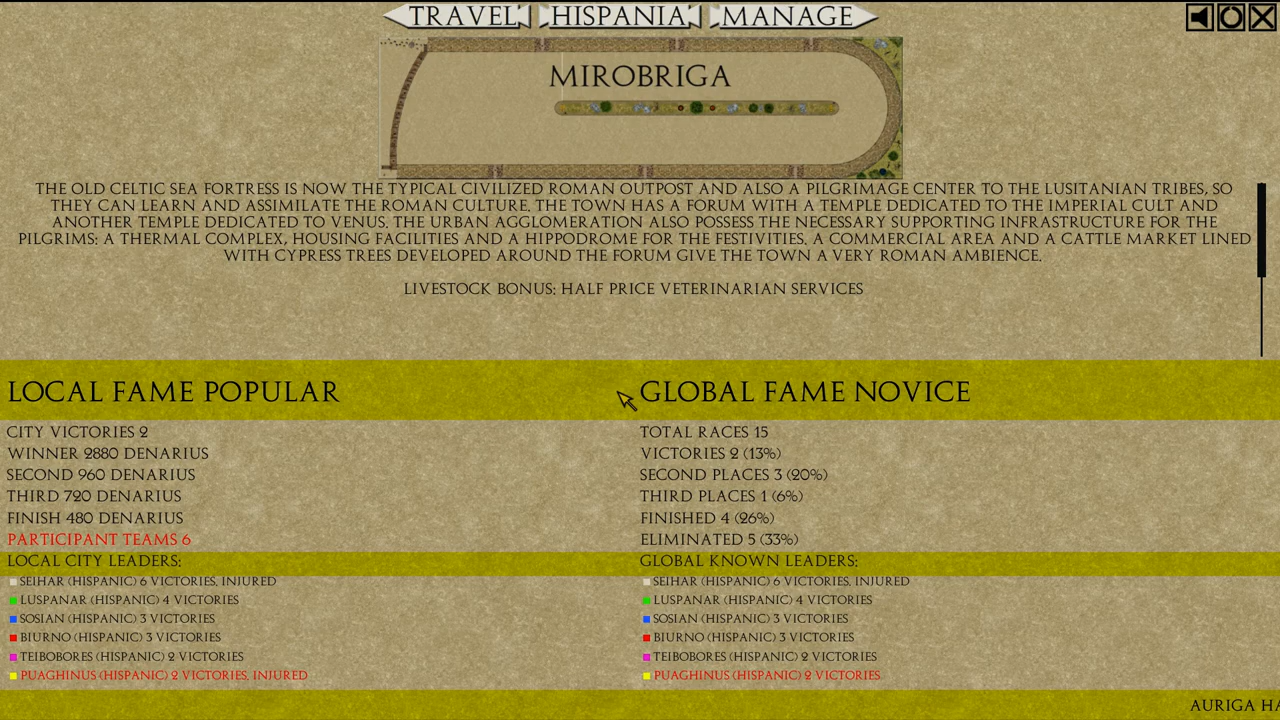 TRAVEL HISPANIA MANAGE
MIROBRIGA
THE OLD CELTIC SEA FORTRESS IS NOW THE TYPICAL CIVILIZED ROMAN OUTPOST AND ALSO A PILGRIMAGE CENTER TO THE LUSITANIAN TRIBES, SO
THEY CAN LEARN AND ASSIMILATE THE ROMAN CULTURE. THE TOWN HAS A FORUM WITH A TEMPLE DEDICATED TO THE IMPERIAL CULT AND
ANOTHER TEMPLE DEDICATED TO VENUS. THE URBAN AGGLOMERATION ALSO POSSESS THE NECESSARY SUPPORTING INFRASTRUCTURE FOR THE
PILGRIMS: A THERMAL COMPLEX, HOUSING FACILITIES AND A HIPPODROME FOR THE FESTIVITIES. A COMMERCIAL AREA AND A CATTLE MARKET LINED
WITH CYPRESS TREES DEVELOPED AROUND THE FORUM GIVE THE TOWN A VERY ROMAN AMBIENCE.
LIVESTOCK BONUS: HALF PRICE VETERINARIAN SERVICES
LOCAL FAME POPULAR
CITY VICTORIES 2
WINNER 2880 DENARIUS
SECOND 960 DENARIUS
THIRD 720 DENARIUS
FINISH 480 DENARIUS
PARTICIPANT TEAMS 6
LOCAL CITY LEADERS:
SEIHAR (HISPANIC) 6 VICTORIES, INJURED
LUSPANAR (HISPANIC) 4 VICTORIES
SOSIAN (HISPANIC) 3 VICTORIES
BIURNO (HISPANIC) 3 VICTORIES
TEIBOBORES (HISPANIC) 2 VICTORIES
PUAGHINUS (HISPANIC) 2 VICTORIES, INJURED
GLOBAL FAME NOVICE
TOTAL RACES 15
VICTORIES 2 (13%)
SECOND PLACES 3 (20%)
THIRD PLACES 1 (6%)
FINISHED 4 (26%)
ELIMINATED 5 (33%)
GLOBAL KNOWN LEADERS:
SEIHAR (HISPANIC) 6 VICTORIES, INJURED
LUSPANAR (HISPANIC) 4 VICTORIES
SOSIAN (HISPANIC) 3 VICTORIES
BIURNO (HISPANIC) 3 VICTORIES
TEIBOBORES (HISPANIC) 2 VICTORIES
PUAGHINUS (HISPANIC) 2 VICTORIES
AURIGA HA